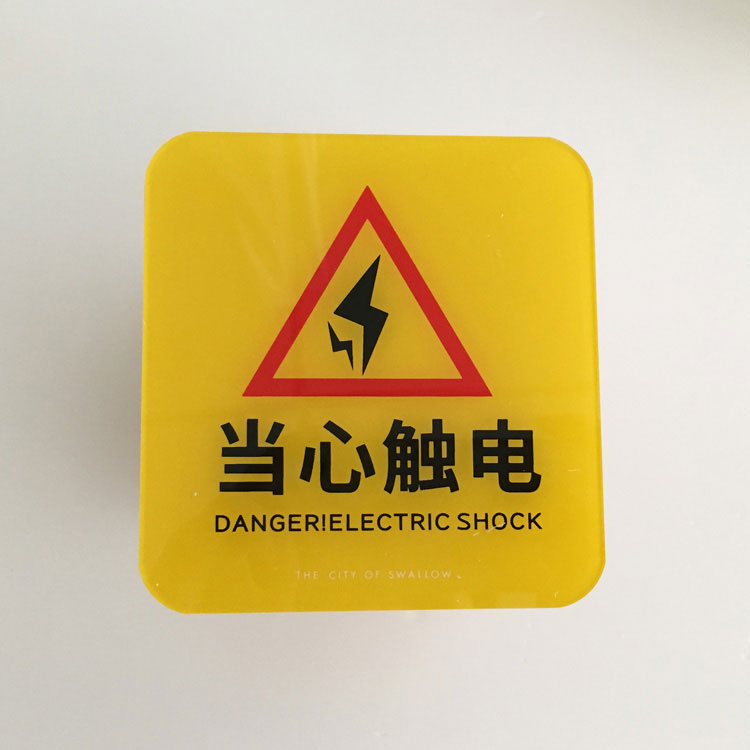 当心触电
DANGER!ELECTRIC SHOCK
THE CITY OF SWALLOW